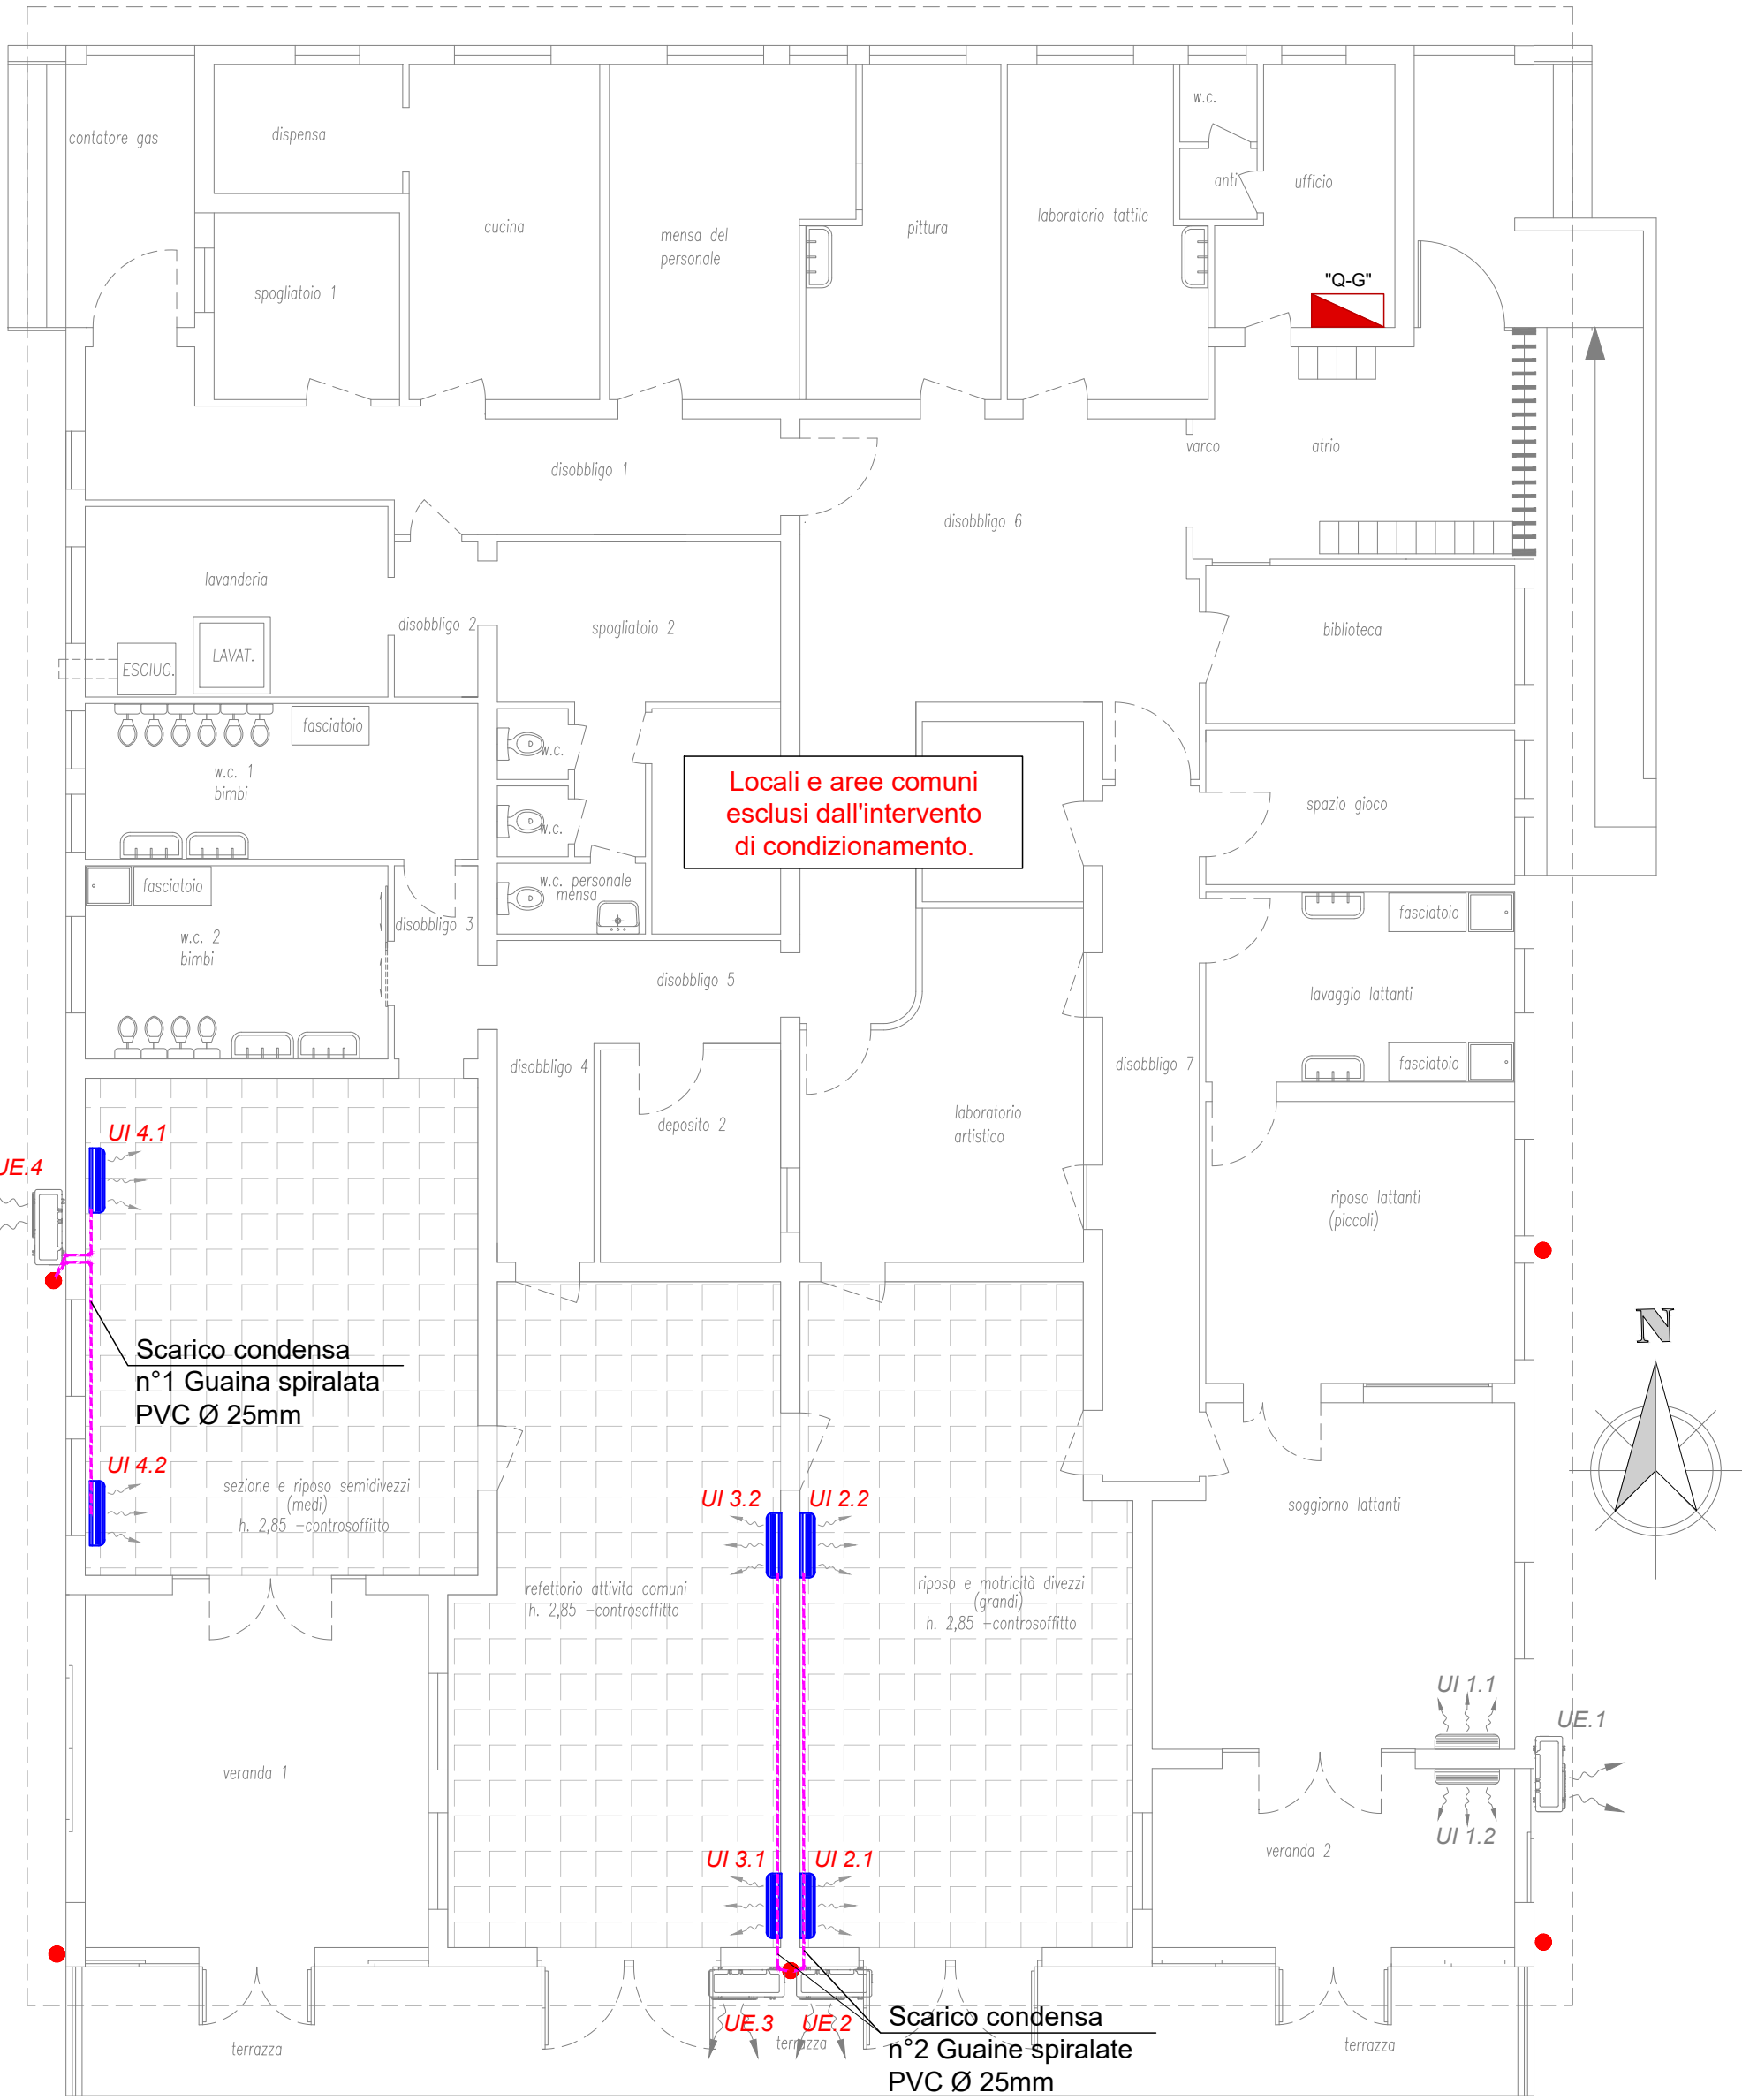 contatore gas
dispensa
cucina
mensa del
personale
pittura
laboratorio tattile
w.c.
anti
ufficio
"Q-G"
spogliatoio 1
disobbligo 1
varco
atrio
disobbligo 6
lavanderia
disobbligo 2
spogliatoio 2
biblioteca
ESCIUG.
LAVAT.
fasciatoio
w.c. 1
bimbi
w.c.
w.c.
Locali e aree comuni
esclusi dall'intervento
di condizionamento.
spazio gioco
fasciatoio
w.c. personale
mensa
disobbligo 3
w.c. 2
bimbi
fasciatoio
disobbligo 5
lavaggio lattanti
disobbligo 4
deposito 2
laboratorio
artistico
disobbligo 7
fasciatoio
UI 4.1
UE.4
riposo lattanti
(piccoli)
N
Scarico condensa
n°1 Guaina spiralata
PVC Ø 25mm
UI 4.2
sezione e riposo semidivezzi
(medi)
h. 2,85 -controsoffitto
UI 3.2
UI 2.2
soggiorno lattanti
refettorio attivita comuni
h. 2,85 -controsoffitto
riposo e motricità divezzi
(grandi)
h. 2,85 -controsoffitto
UI 1.1
UE.1
veranda 1
UI 1.2
UI 3.1
UI 2.1
veranda 2
UE.3
UE.2
Scarico condensa
n°2 Guaine spiralate
PVC Ø 25mm
terrazza
terrazza
terrazza